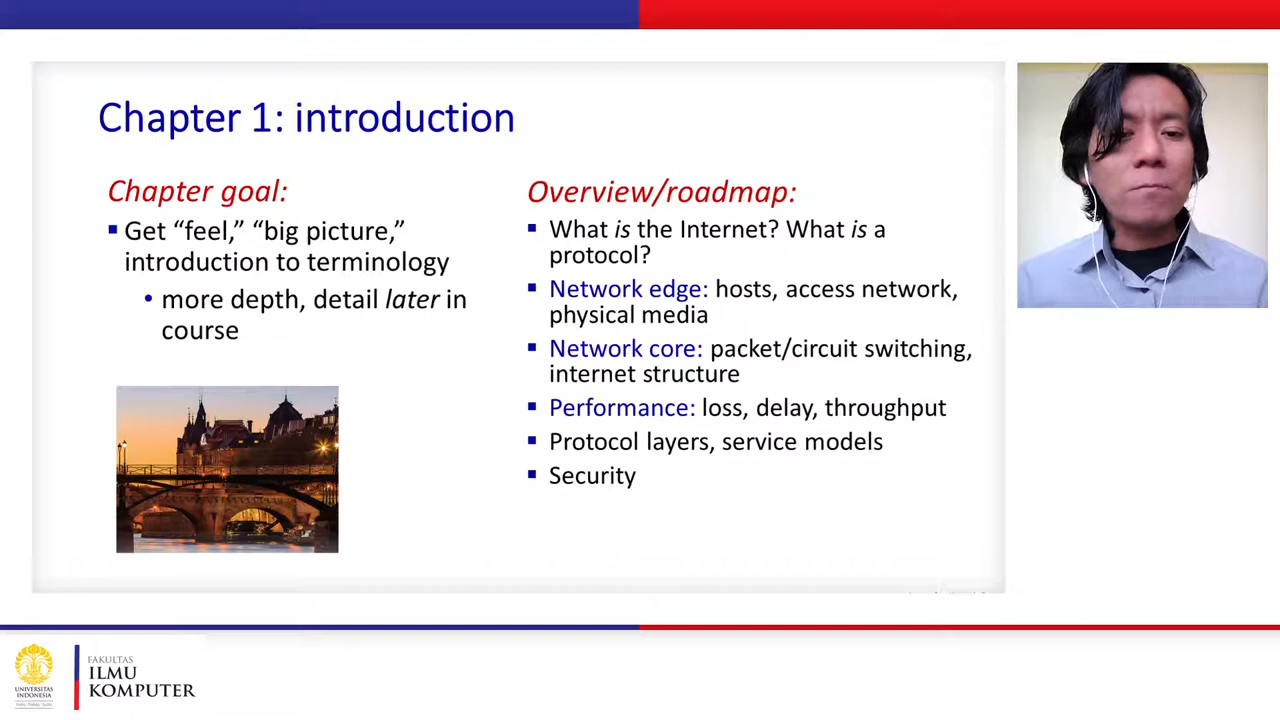 Chapter 1: introduction
Chapter goal:
Get “feel,” “big picture,”
introduction to terminology
more depth, detail later in
course
Overview/roadmap:
What is the Internet? What is a
protocol?
Network edge: hosts, access network,
physical media
Network core: packet/circuit switching,
internet structure
Performance: loss, delay, throughput
Protocol layers, service models
Security
UNIVERSITAS
INDONESIA
FAKULTAS
ILMU
KOMPUTER